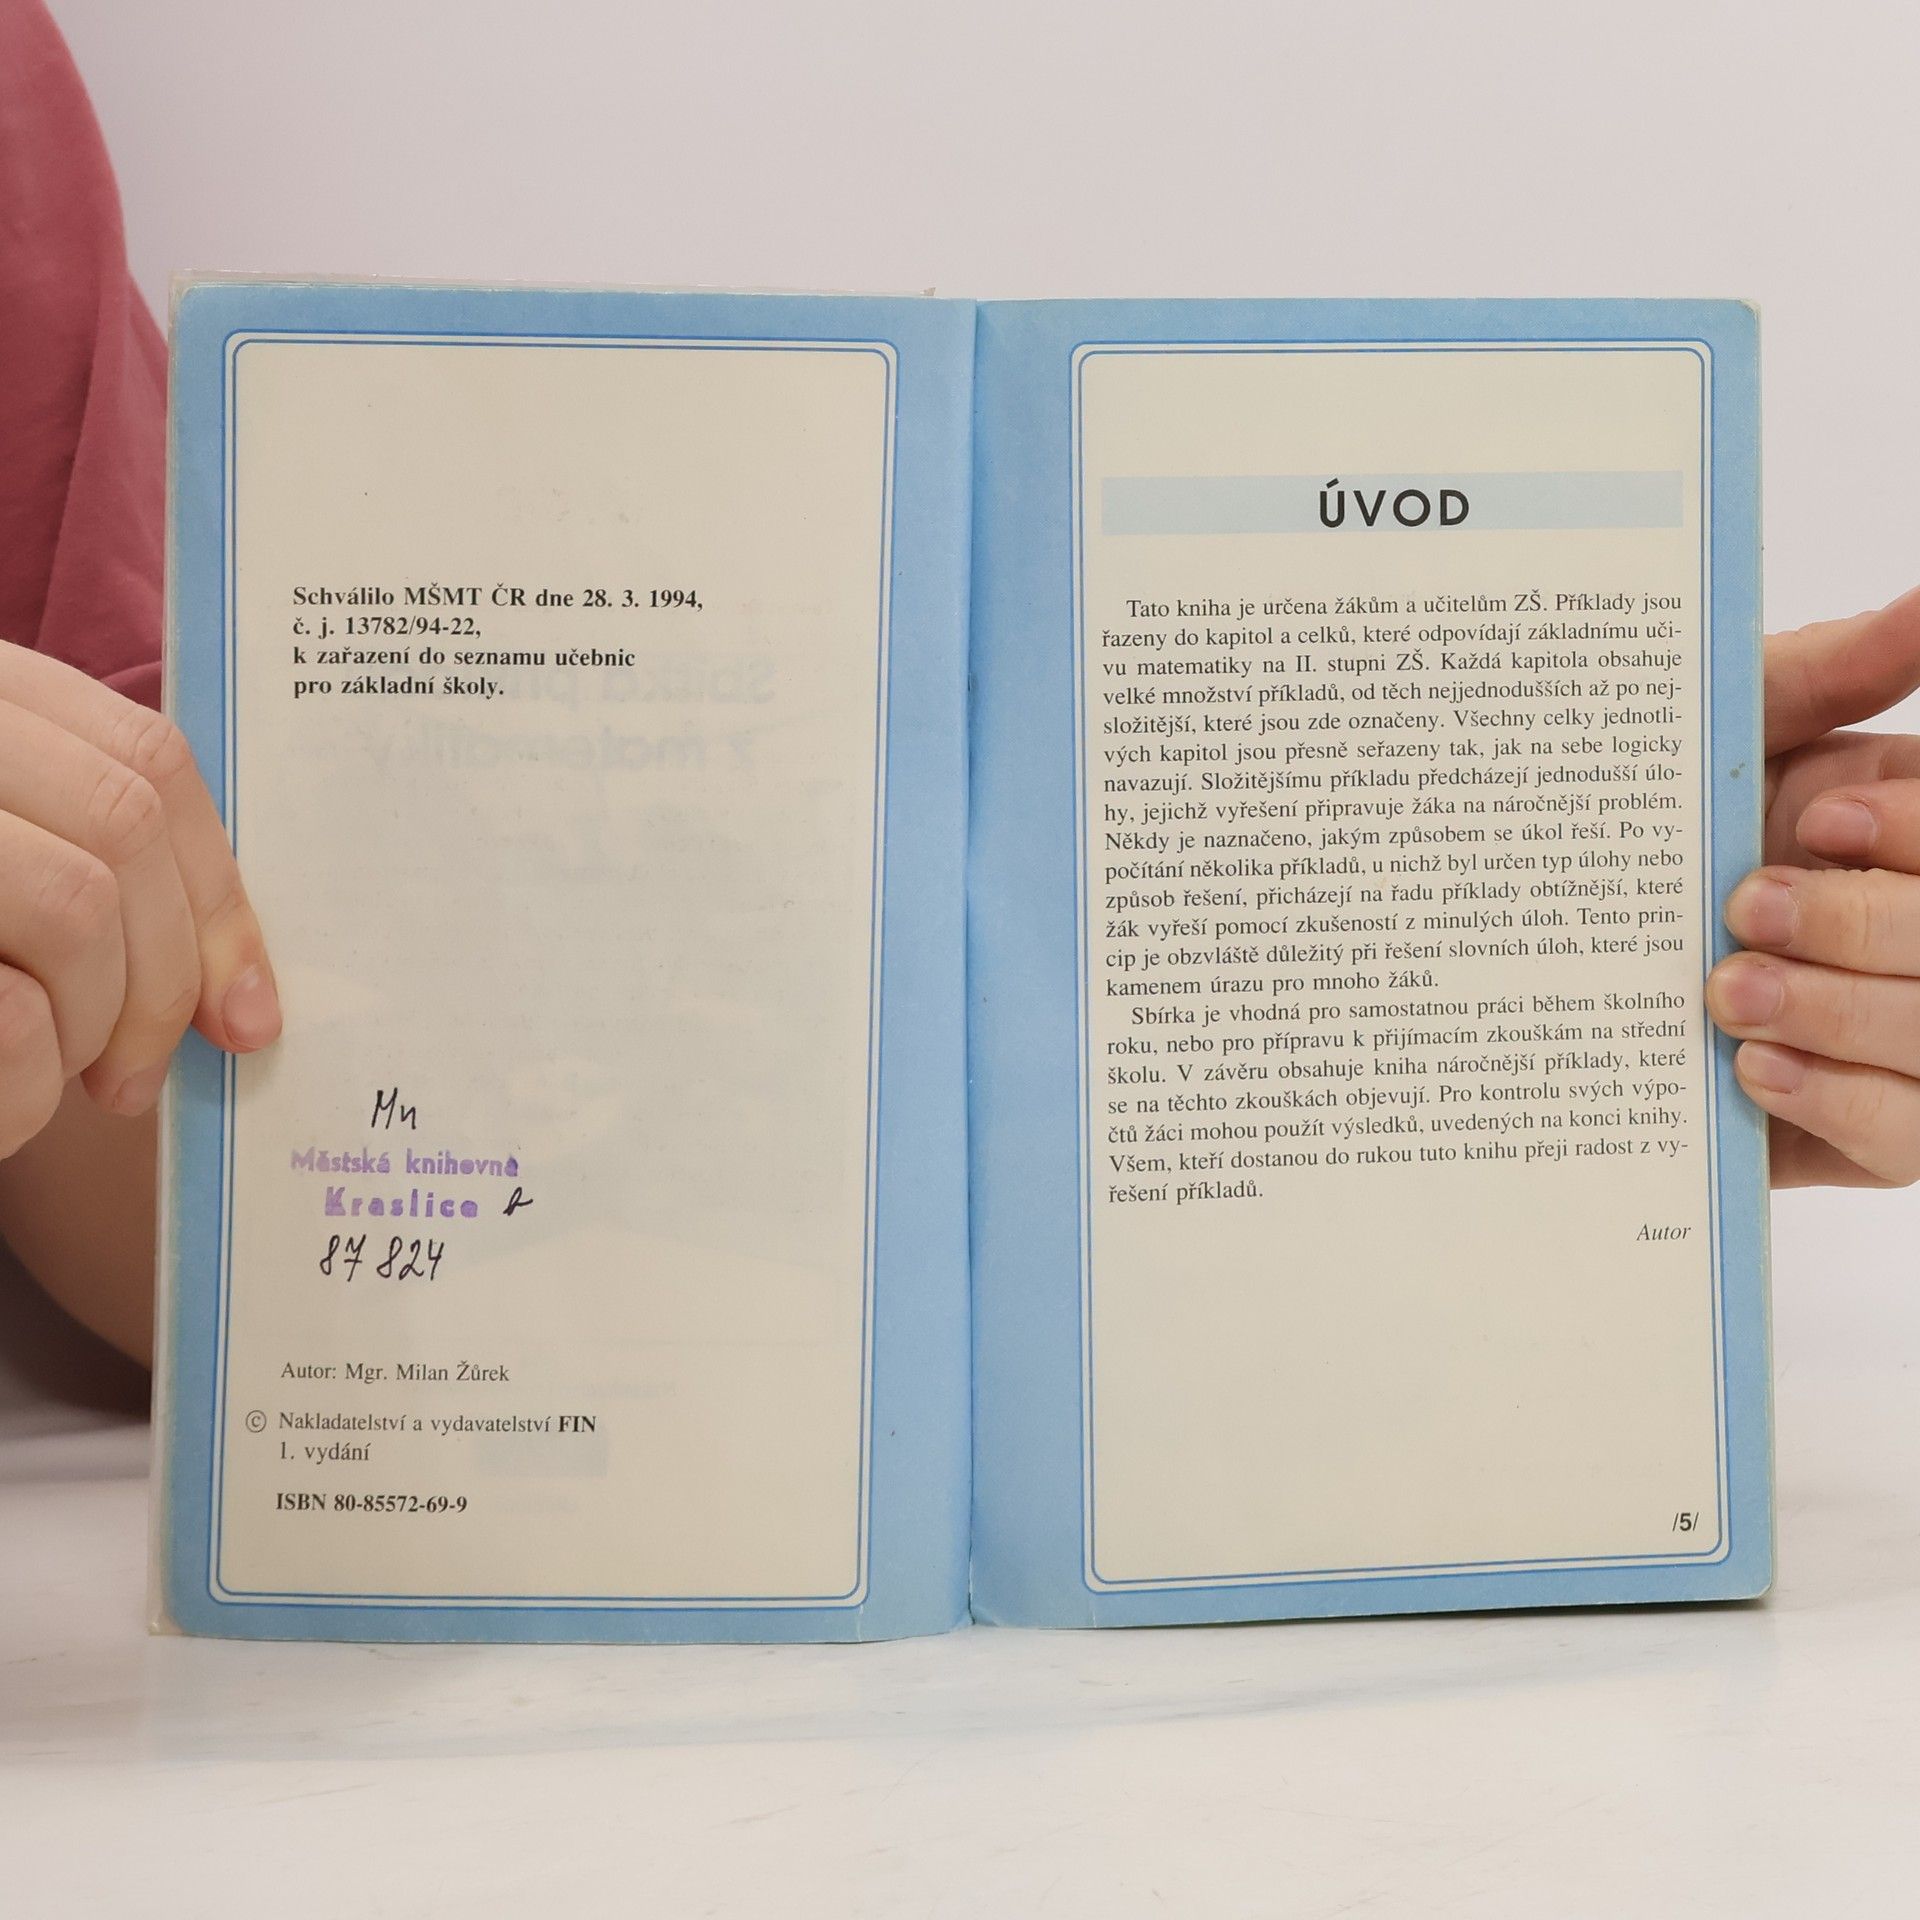 Schválilo MŠMT ČR dne 28. 3. 1994,
č. j. 13782/94-22,
k zařazení do seznamu učebnic
pro základní školy.
Mn
Městská knihovna
Kraslice
87 824
Autor: Mgr. Milan Žůrek
© Nakladatelství a vydavatelství FIN
1. vydání
ISBN 80-85572-69-9
ÚVOD
Tato kniha je určena žákům a učitelům ZŠ. Příklady jsou
řazeny do kapitol a celků, které odpovídají základnímu uči-
vu matematiky na II. stupni ZŠ. Každá kapitola obsahuje
velké množství příkladů, od těch nejjednodušších až po nej-
složitější, které jsou zde označeny. Všechny celky jednotli-
vých kapitol jsou přesně seřazeny tak, jak na sebe logicky
navazují. Složitějšímu příkladu předcházejí jednodušší úlo-
hy, jejichž vyřešení připravuje žáka na náročnější problém.
Někdy je naznačeno, jakým způsobem se úkol řeší. Po vy-
počítání několika příkladů, u nichž byl určen typ úlohy nebo
způsob řešení, přicházejí na řadu příklady obtížnější, které
žák vyřeší pomocí zkušeností z minulých úloh. Tento prin-
cip je obzvláště důležitý při řešení slovních úloh, které jsou
kamenem úrazu pro mnoho žáků.
Sbírka je vhodná pro samostatnou práci během školního
roku, nebo pro přípravu k přijímacím zkouškám na střední
školu. V závěru obsahuje kniha náročnější příklady, které
se na těchto zkouškách objevují. Pro kontrolu svých výpo-
čtů žáci mohou použít výsledků, uvedených na konci knihy.
Všem, kteří dostanou do rukou tuto knihu přeji radost z vy-
řešení příkladů.
Autor
/5/